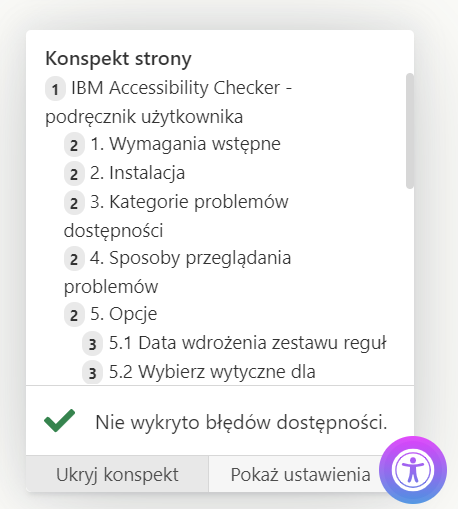 Konspekt strony
1 IBM Accessibility Checker -
podręcznik użytkownika
2 1. Wymagania wstępne
2 2. Instalacja
2 3. Kategorie problemów
dostępności
2 4. Sposoby przeglądania
problemów
2 5. Opcje
3 5.1 Data wdrożenia zestawu reguł
3 5.2 Wybierz wytyczne dla
Nie wykryto błędów dostępności.
Ukryj konspekt Pokaż ustawienia